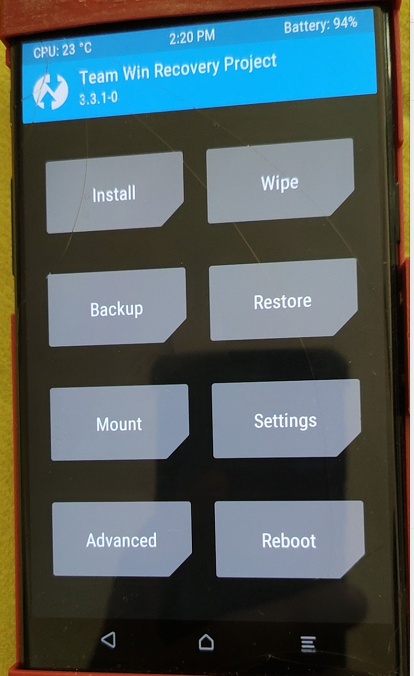 CPU: 23 °C 2:20 PM Battery: 94%
Team Win Recovery Project
3.3.1-0
Install Wipe
Backup Restore
Mount Settings
Advanced Reboot